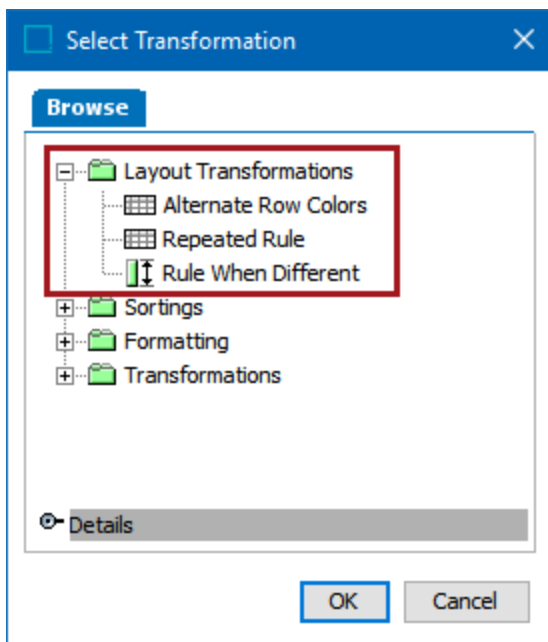 Select Transformation
Browse
Layout Transformations
Alternate Row Colors
Repeated Rule
Rule When Different
Sortings
Formatting
Transformations
Details
OK Cancel